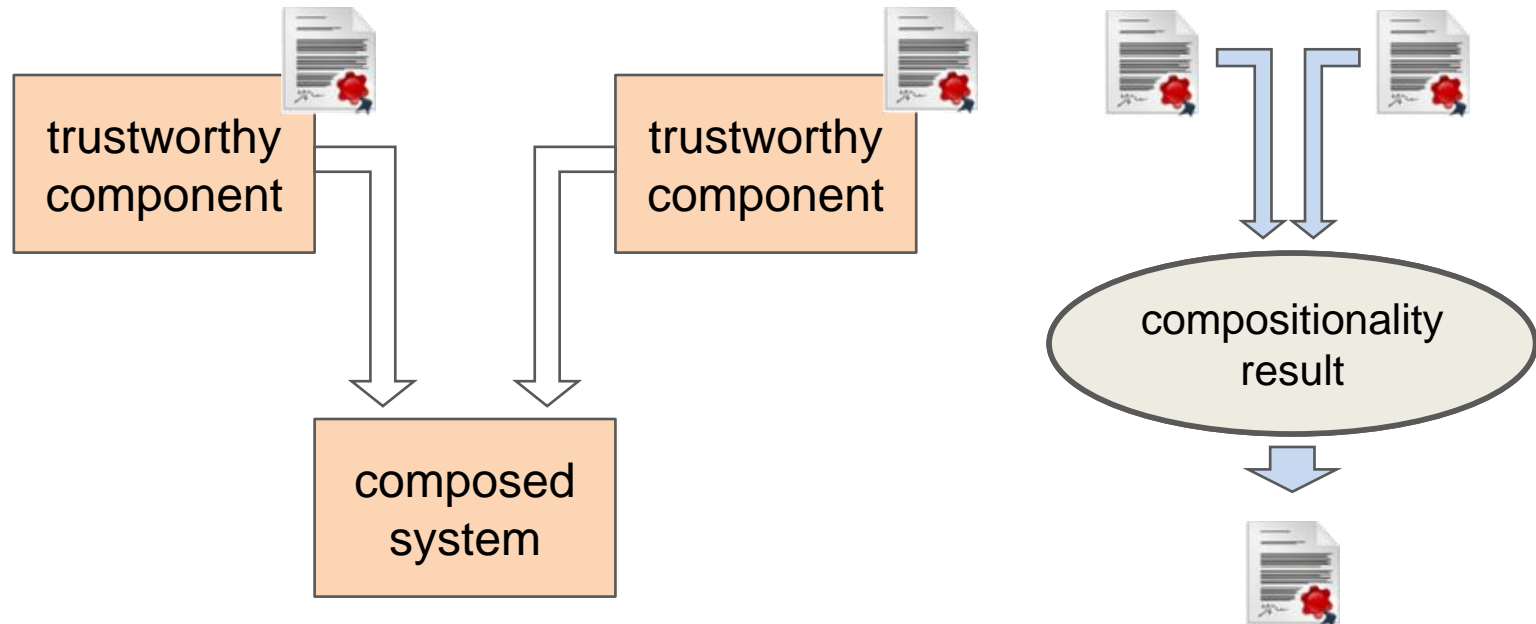 trustworthy
component
trustworthy
component
composed
system
compositionality
result